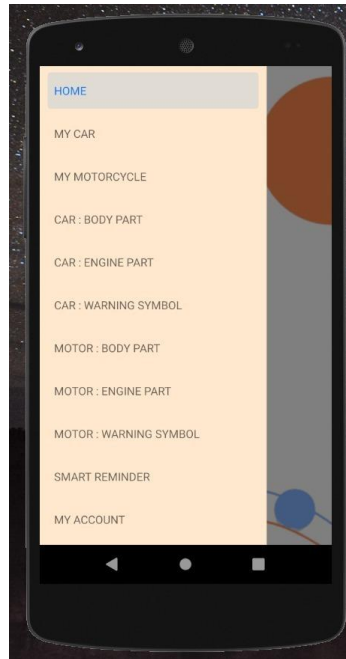 HOME
MY CAR
MY MOTORCYCLE
CAR : BODY PART
CAR : ENGINE PART
CAR : WARNING SYMBOL
MOTOR : BODY PART
MOTOR : ENGINE PART
MOTOR : WARNING SYMBOL
SMART REMINDER
MY ACCOUNT